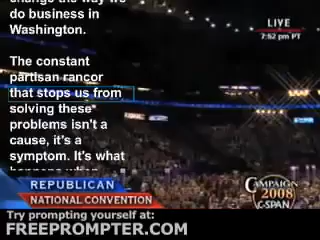 change the way we
do business in
Washington.
The constant
partisan rancor
that stops us from
solving these*
problems isn't a
cause, it's a
symptom. It's what
LIVE
7:52 pm PT
REPUBLICAN
NATIONAL CONVENTION
CAMPAIGN
2008
C-SPAN
Try prompting yourself at:
FREEPROMPTER.COM